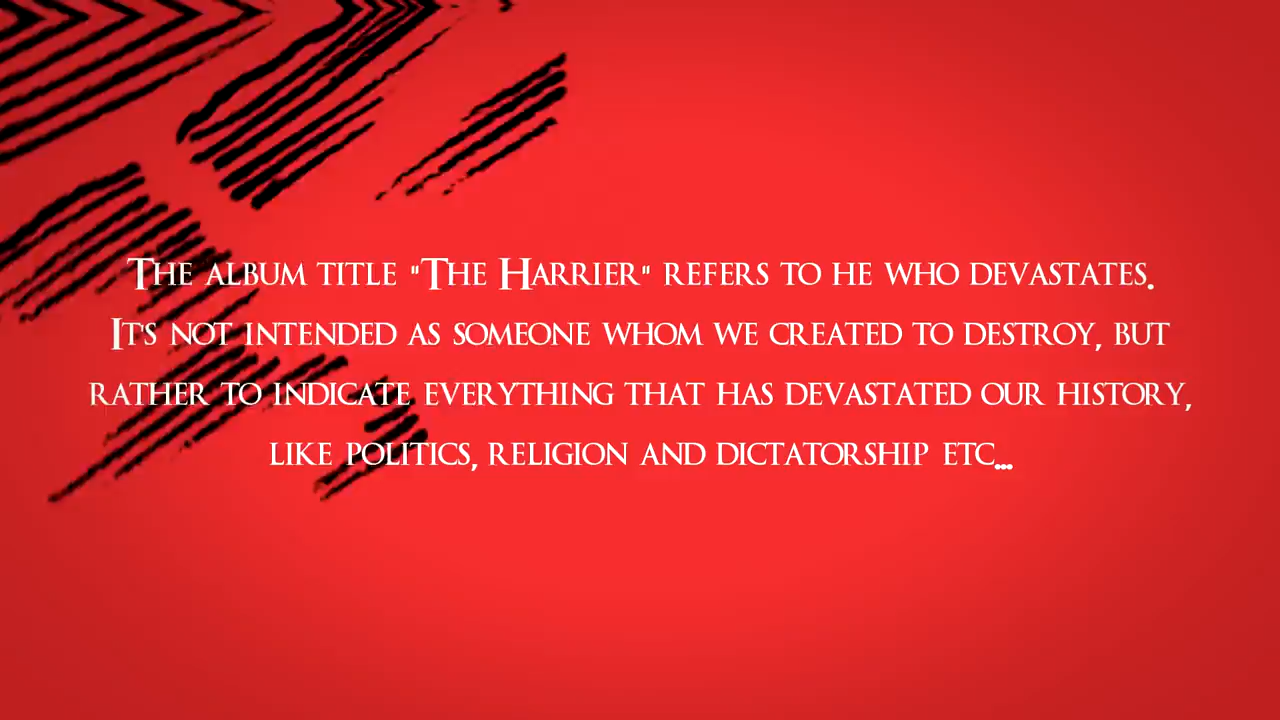 The album title "The Harrier" refers to he who devastates.
It's not intended as someone whom we created to destroy, but
rather to indicate everything that has devastated our history,
like politics, religion and dictatorship etc...